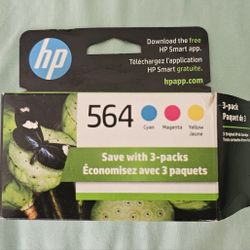 hp
Download the free
HP Smart app.
Téléchargez l'application
HP Smart gratuite.
hpapp.com
564
Cyan
Magenta
Yellow
Jaune
Save with 3-packs
Économisez avec 3 paquets
3-pack
Paquet de 3